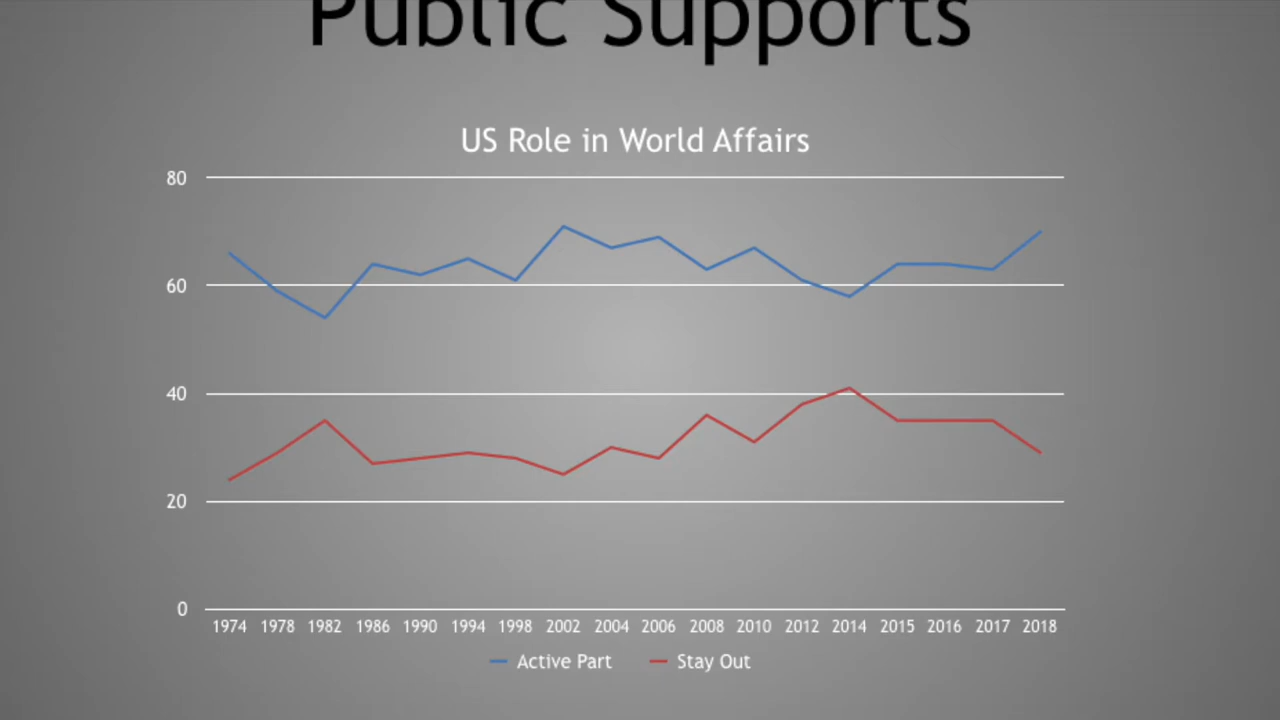 Public Supports
US Role in World Affairs
80
60
40
20
0
1974 1978 1982 1986 1990 1994 1998 2002 2004 2006 2008 2010 2012 2014 2015 2016 2017 2018
Active Part Stay Out